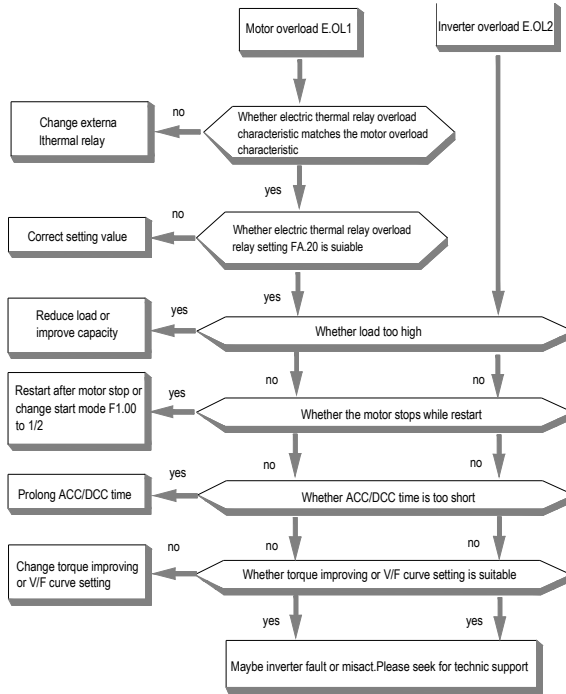 Motor overload E.OL1
Inverter overload E.OL2
no
Change externa
lthermal relay
Whether electric thermal relay overload
characteristic matches the motor overload
characteristic
yes
no
Correct setting value
Whether electric thermal relay overload
relay setting FA.20 is suiable
yes
Reduce load or
improve capacity
yes
Whether load too high
no
no
Restart after motor stop or
change start mode F1.00
to 1/2
yes
Whether the motor stops while restart
no
no
Prolong ACC/DCC time
yes
Whether ACC/DCC time is too short
no
no
Change torque improving
or V/F curve setting
no
Whether torque improving or V/F curve setting is suitable
yes
yes
Maybe inverter fault or misact.Please seek for technic support